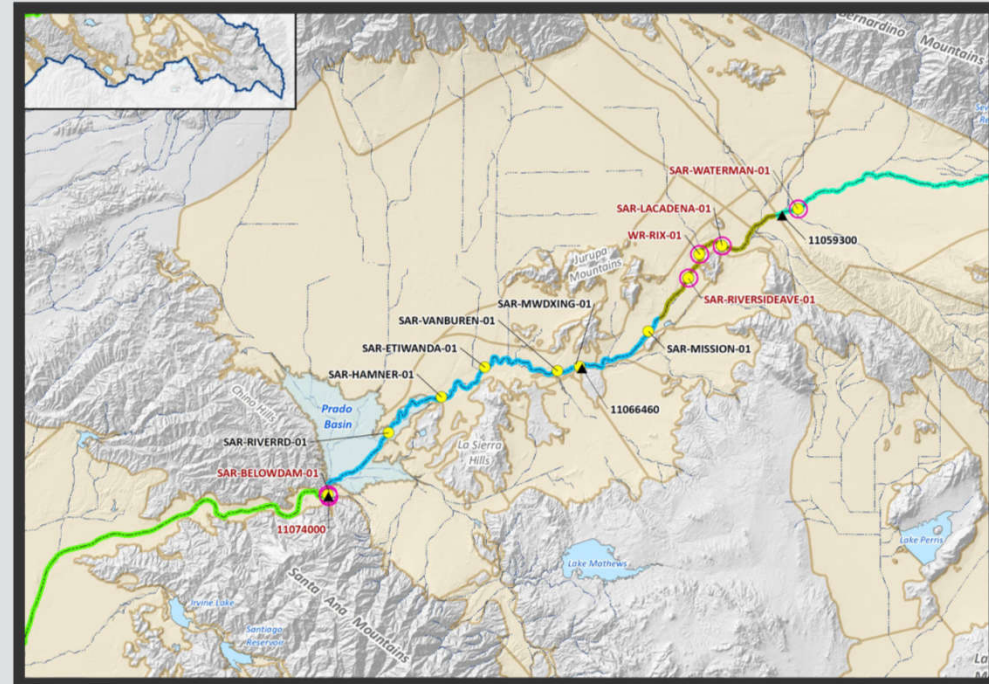 Bernardino Mountains
SAR-WATERMAN-01
SAR-LACADENA-01
WR-RIX-01
11059300
Jurupa
Mountains
SAR-RIVERSIDEAVE-01
SAR-MWDXING-01
SAR-VANBUREN-01
SAR-MISSION-01
SAR-ETIWANDA-01
SAR-HAMNER-01
Chino Hills
Prado
Basin
11066460
SAR-RIVERRD-01
La Sierra
Hills
SAR-BELOWDAM-01
11074000
Lake Perris
Lake Mathews
Santa Ana Mountains
Irvine Lake
Santiago
Reservoir